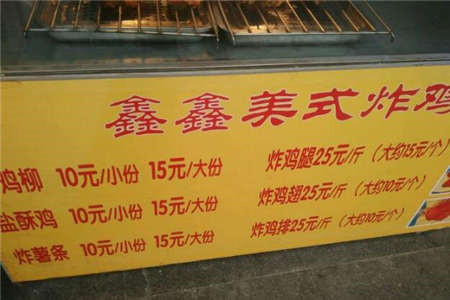 鑫鑫美式炸鸡
鸡柳 10元/小份 15元/大份
盐酥鸡 10元/小份 15元/大份
炸薯条 10元/小份 15元/大份
炸鸡腿25元/斤（大约15元/个）
炸鸡翅25元/斤（大约10元/个）
炸鸡排25元/斤（大约10元/个）